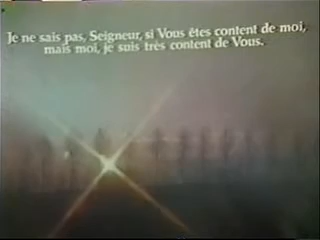 Je ne sais pas, Seigneur, si Vous êtes content de moi,
mais moi, je suis très content de Vous.